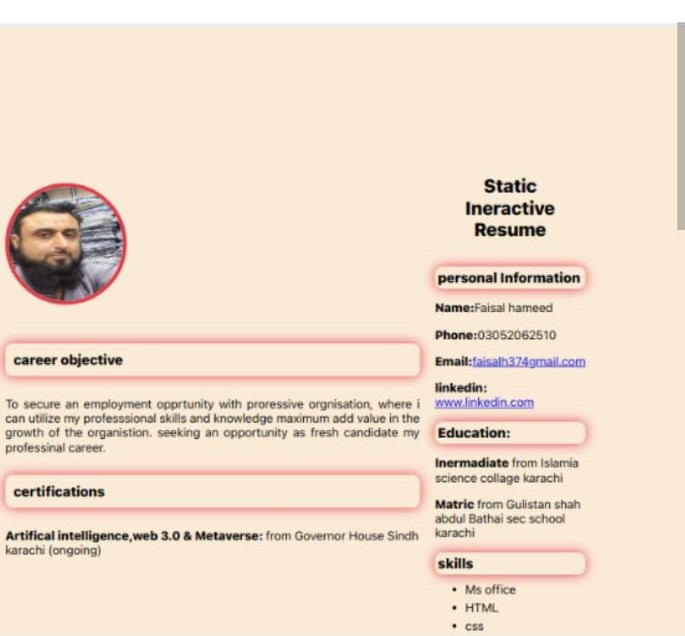 Static
Ineractive
Resume
career objective
To secure an employment opprtunity with proressive orgnisation, where i
can utilize my professsional skills and knowledge maximum add value in the
growth of the organistion. seeking an opportunity as fresh candidate my
professinal career.
certifications
Artifical intelligence,web 3.0 & Metaverse: from Governor House Sindh
karachi (ongoing)
personal Information
Name:Faisal hameed
Phone:03052062510
Email:faisalh374gmail.com
linkedin:
www.linkedin.com
Education:
Inermadiate from Islamia
science collage karachi
Matric from Gulistan shah
abdul Bathai sec school
karachi
skills
• Ms office
• HTML
• css